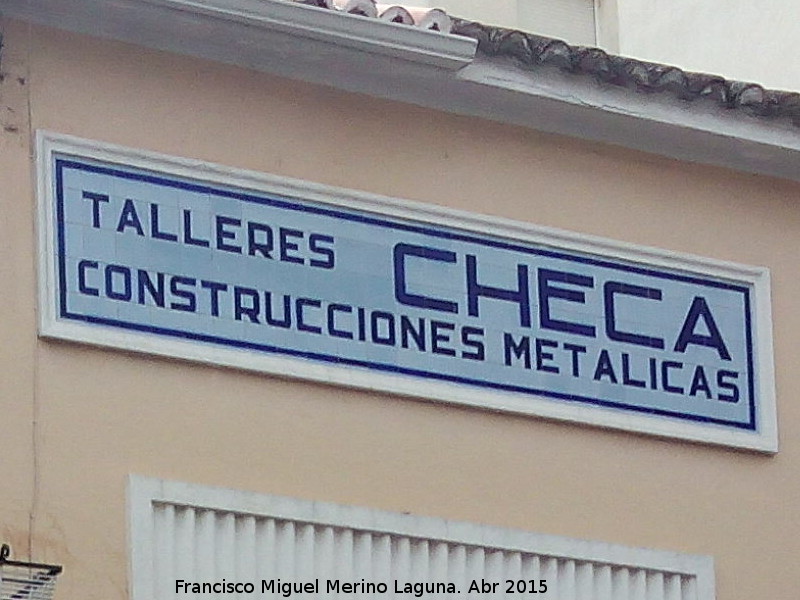 TALLERES CHECA
CONSTRUCCIONES METALICAS
Francisco Miguel Merino Laguna. Abr 2015